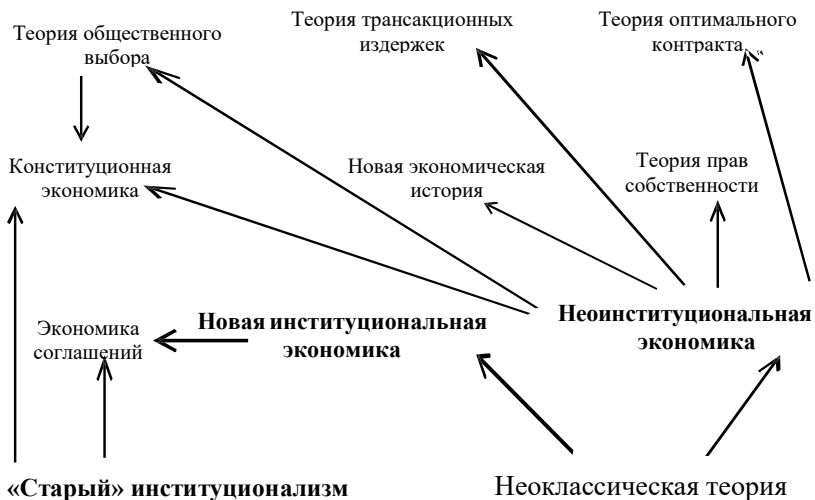 Теория общественного
выбора
Теория трансакционных
издержек
Теория оптимального
контракта
Конституционная
экономика
Новая экономическая
история
Теория прав
собственности
Экономика
соглашений
Новая институциональная
экономика
Неоинституциональная
экономика
«Старый» институционализм
Неоклассическая теория